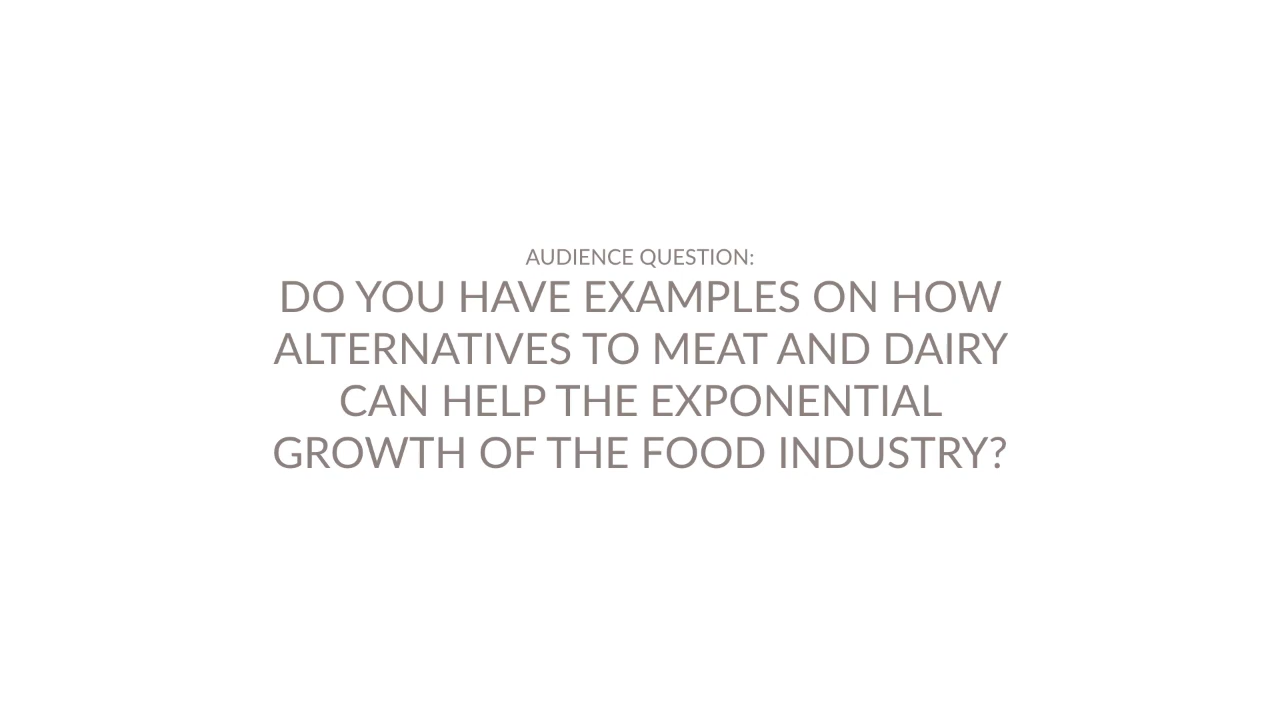 AUDIENCE QUESTION:
DO YOU HAVE EXAMPLES ON HOW
ALTERNATIVES TO MEAT AND DAIRY
CAN HELP THE EXPONENTIAL
GROWTH OF THE FOOD INDUSTRY?